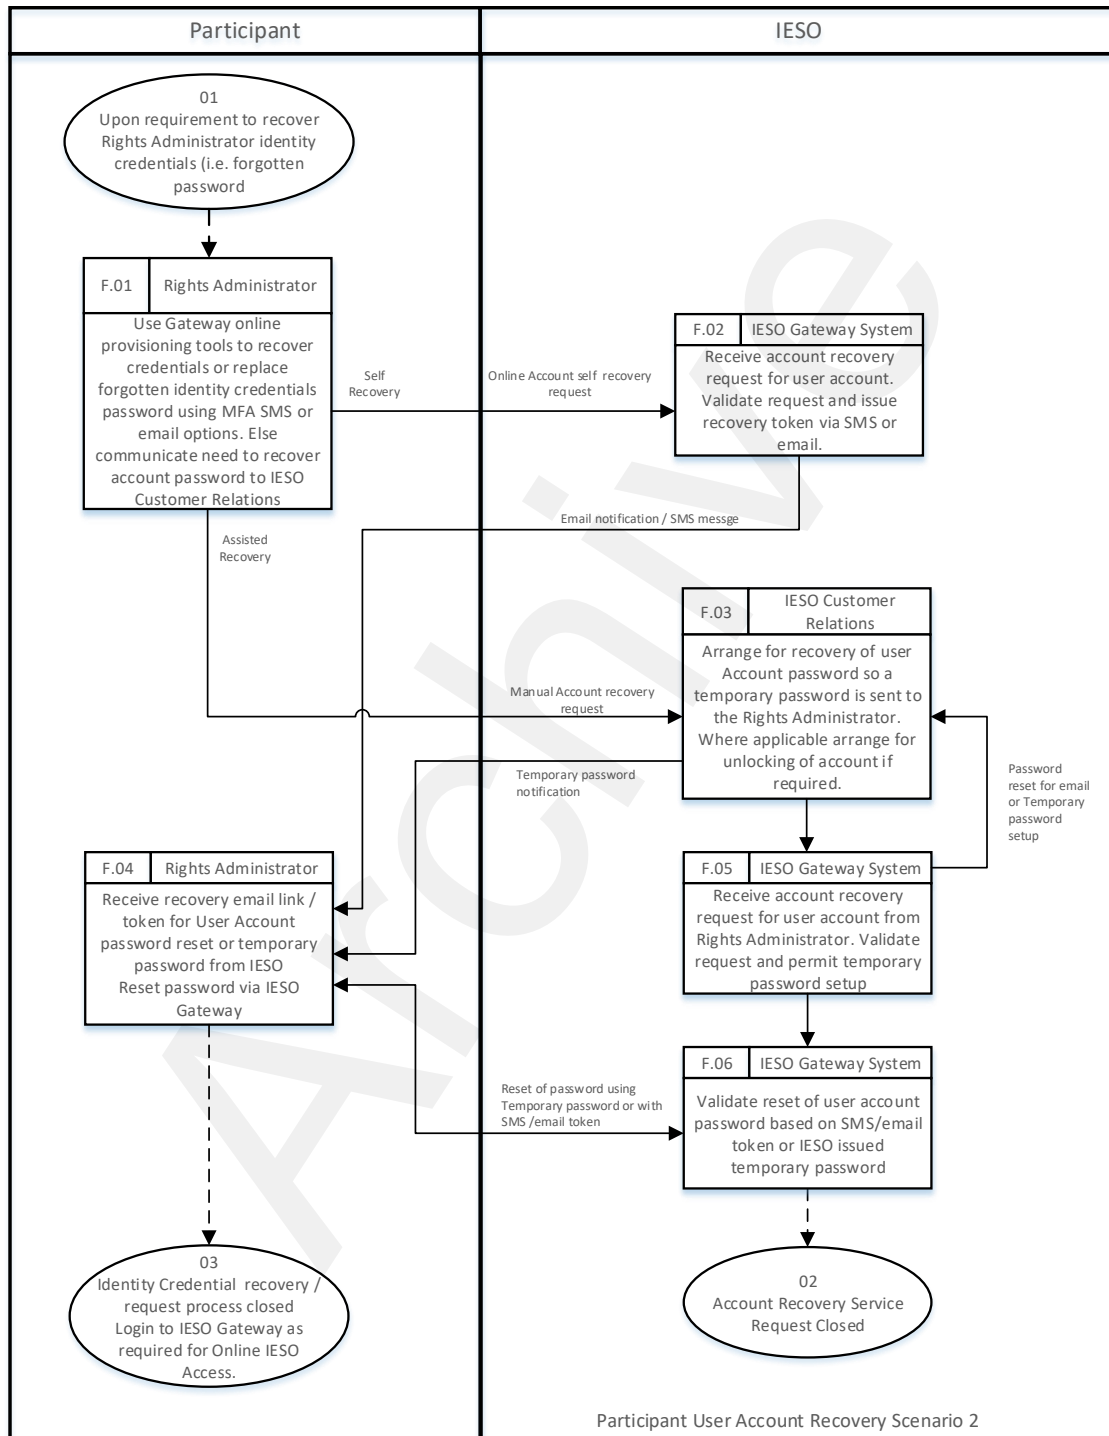 Participant
IESO
01
Upon requirement to recover
Rights Administrator identity
credentials (i.e. forgotten
password
F.01
Rights Administrator
Use Gateway online
provisioning tools to recover
credentials or replace
forgotten identity credentials
password using MFA SMS or
email options. Else
communicate need to recover
account password to IESO
Customer Relations
Self
Recovery
Online Account self recovery
request
F.02
IESO Gateway System
Receive account recovery
request for user account.
Validate request and issue
recovery token via SMS or
email.
Email notification / SMS messge
Assisted
Recovery
F.03
IESO Customer
Relations
Arrange for recovery of user
Account password so a
temporary password is sent to
the Rights Administrator.
Where applicable arrange for
unlocking of account if
required.
Manual Account recovery
request
Temporary password
notification
Password
reset for email
or Temporary
password
setup
F.04
Rights Administrator
Receive recovery email link /
token for User Account
password reset or temporary
password from IESO
Reset password via IESO
Gateway
F.05
IESO Gateway System
Receive account recovery
request for user account from
Rights Administrator. Validate
request and permit temporary
password setup
Reset of password using
Temporary password or with
SMS /email token
F.06
IESO Gateway System
Validate reset of user account
password based on SMS/email
token or IESO issued
temporary password
03
Identity Credential recovery /
request process closed
Login to IESO Gateway as
required for Online IESO
Access.
02
Account Recovery Service
Request Closed
Participant User Account Recovery Scenario 2
Archive